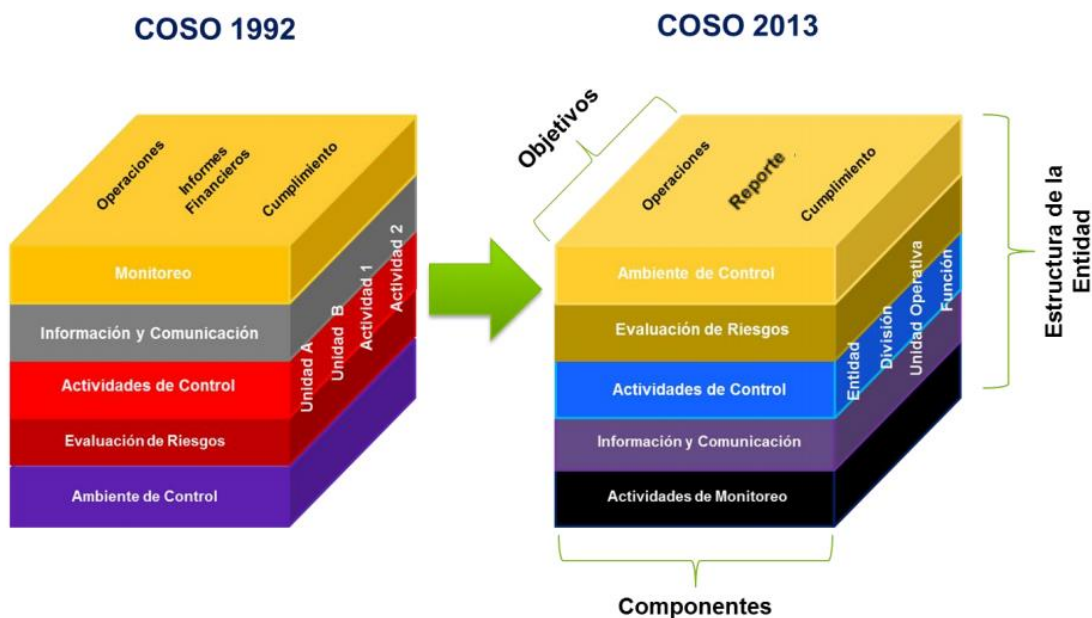 COSO 1992
Operaciones
Informes
Financieros
Cumplimiento
Monitoreo
Información y Comunicación
Actividades de Control
Evaluación de Riesgos
Ambiente de Control
Unidad A
Unidad B
Actividad 1
Actividad 2
COSO 2013
Objetivos
Operaciones
Reporte
Cumplimiento
Ambiente de Control
Evaluación de Riesgos
Actividades de Control
Información y Comunicación
Actividades de Monitoreo
Entidad
División
Unidad Operativa
Función
Estructura de la
Entidad
Componentes